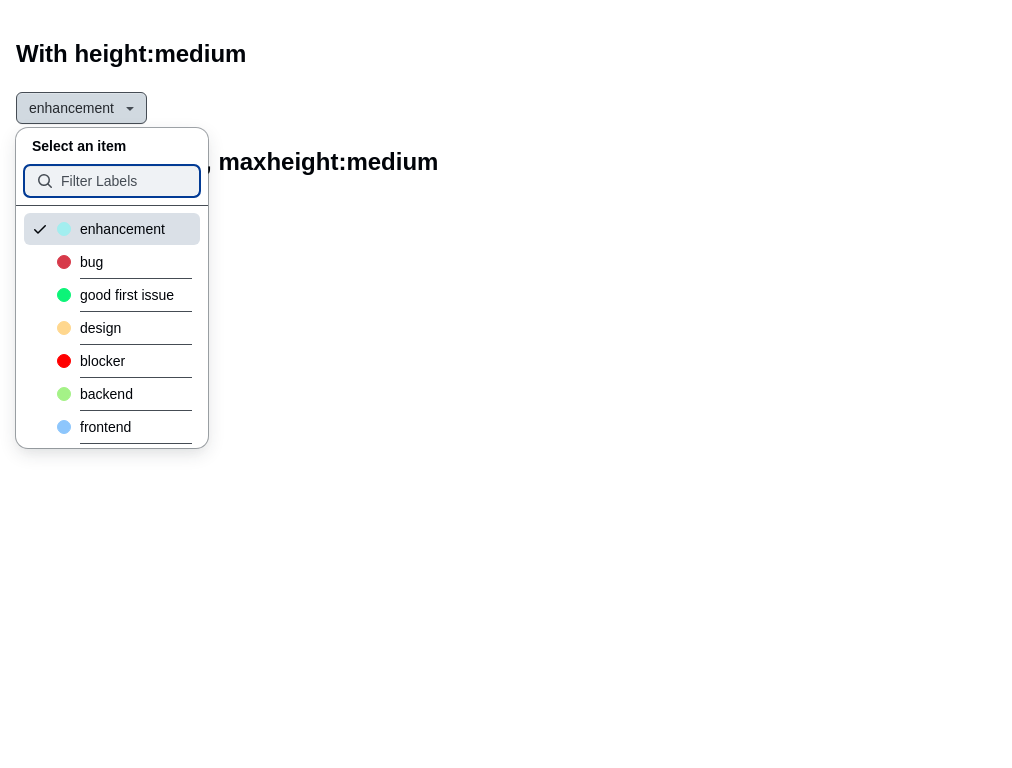 With height:medium
enhancement
Select an item
, maxheight:medium
Filter Labels
enhancement
bug
good first issue
design
blocker
backend
frontend